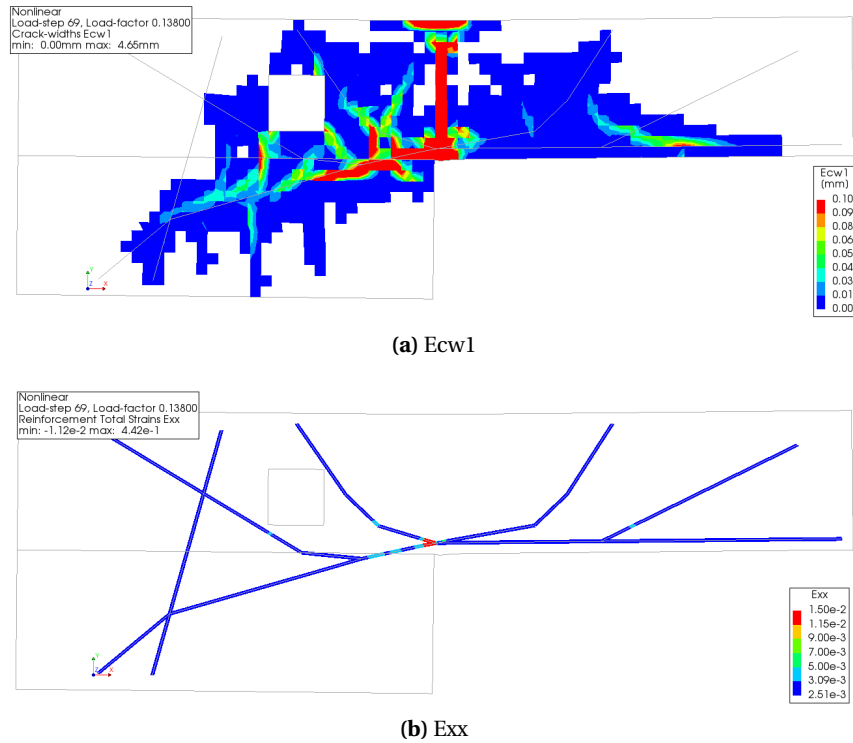 Nonlinear
Load-step 69, Load-factor 0.13800
Crack-widths Ecw1
min: 0.00mm max: 4.65mm
Ecw1
(mm)
0.10
0.09
0.08
0.06
0.05
0.04
0.03
0.01
0.00
Y
Z X
(a) Ecw1
Nonlinear
Load-step 69, Load-factor 0.13800
Reinforcement Total Strains Exx
min: -1.12e-2 max: 4.42e-1
Exx
1.50e-2
1.15e-2
9.00e-3
7.00e-3
5.00e-3
3.09e-3
2.51e-3
Y
Z X
(b) Exx